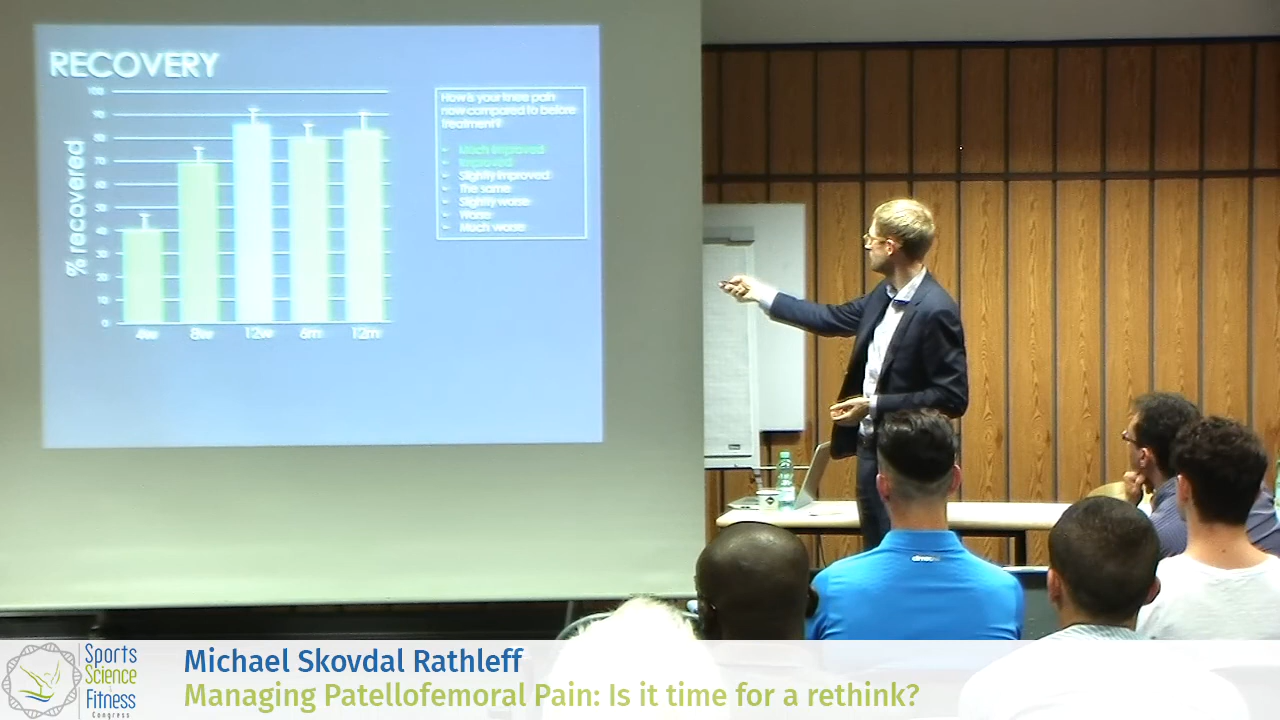 RECOVERY
% recovered
100
90
80
70
60
50
40
30
20
10
0
4w 8w 12w 6m 12m
How is your knee pain
now compared to before
treatment?
- Much improved
- Improved
- Slightly improved
- The same
- Slightly worse
- Worse
- Much worse
Sports
Science
Fitness
Congress
Michael Skovdal Rathleff
Managing Patellofemoral Pain: Is it time for a rethink?